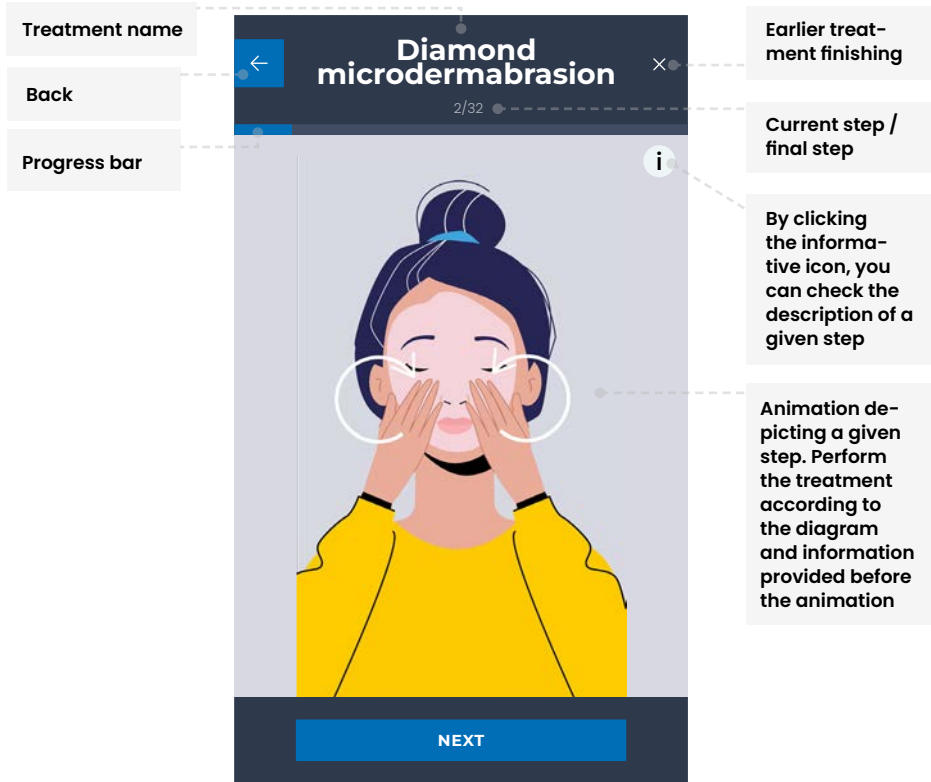 Treatment name
Back
Progress bar
Diamond
microdermabrasion
2/32
i
NEXT
Earlier treat-
ment finishing
Current step /
final step
By clicking
the informa-
tive icon, you
can check the
description of a
given step
Animation de-
picting a given
step. Perform
the treatment
according to
the diagram
and information
provided before
the animation